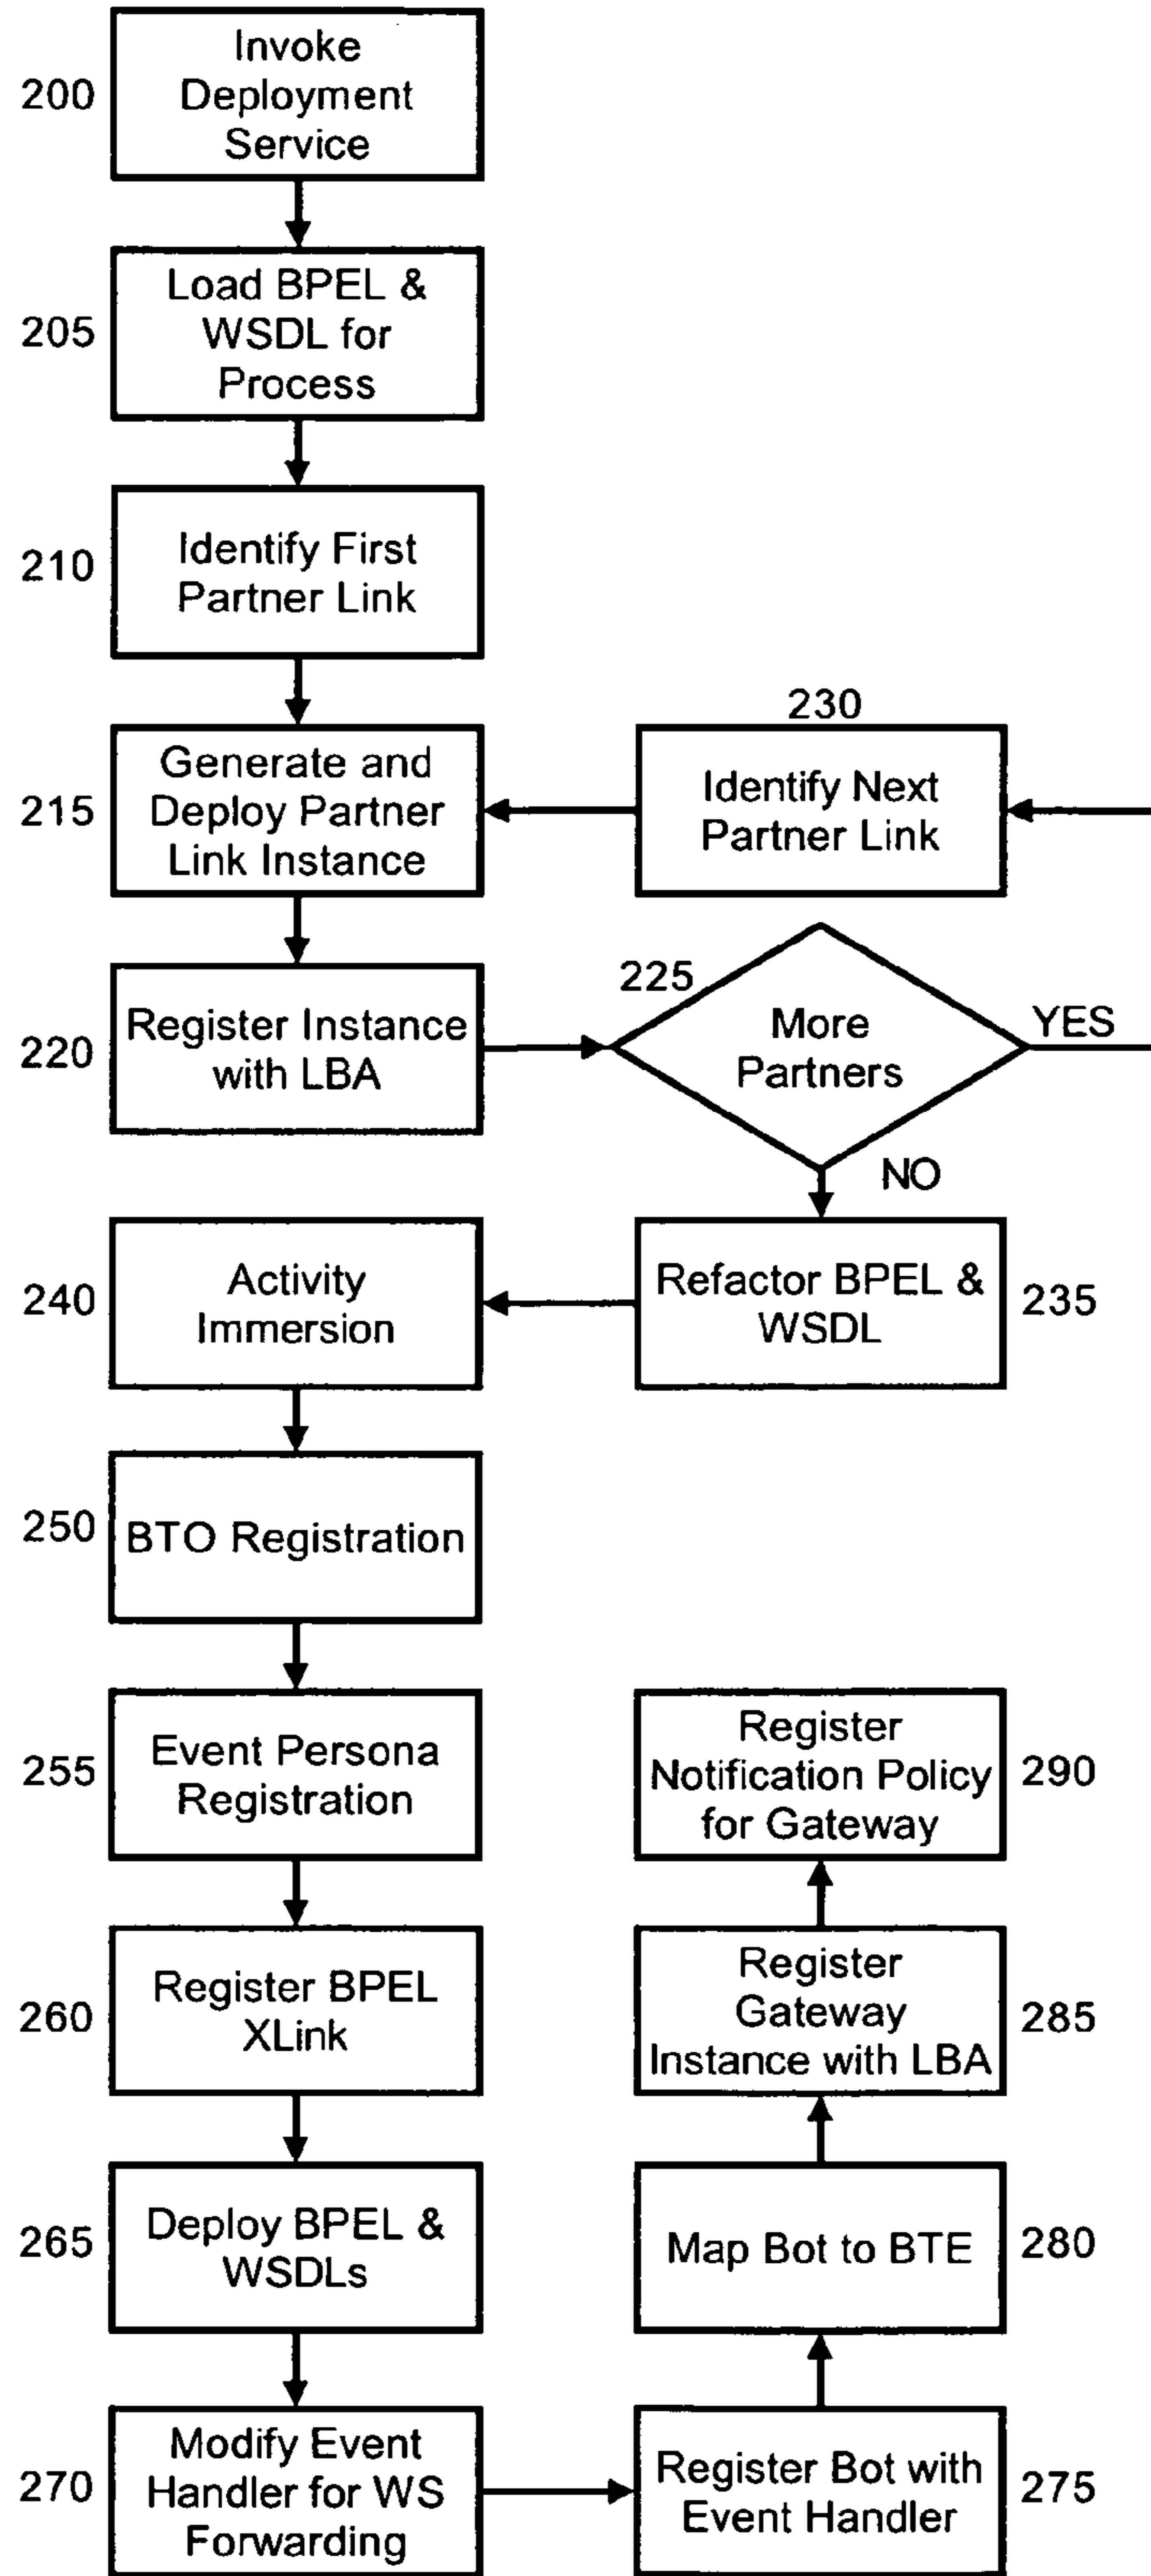 200
Invoke
Deployment
Service
205
Load BPEL &
WSDL for
Process
210
Identify First
Partner Link
215
Generate and
Deploy Partner
Link Instance
230
Identify Next
Partner Link
220
Register Instance
with LBA
225
More
Partners
YES
NO
Refactor BPEL &
WSDL
235
240
Activity
Immersion
250
BTO Registration
255
Event Persona
Registration
260
Register BPEL
XLink
265
Deploy BPEL &
WSDLs
270
Modify Event
Handler for WS
Forwarding
Register Bot with
Event Handler
275
Map Bot to BTE
280
Register
Gateway
Instance with LBA
285
Register
Notification Policy
for Gateway
290